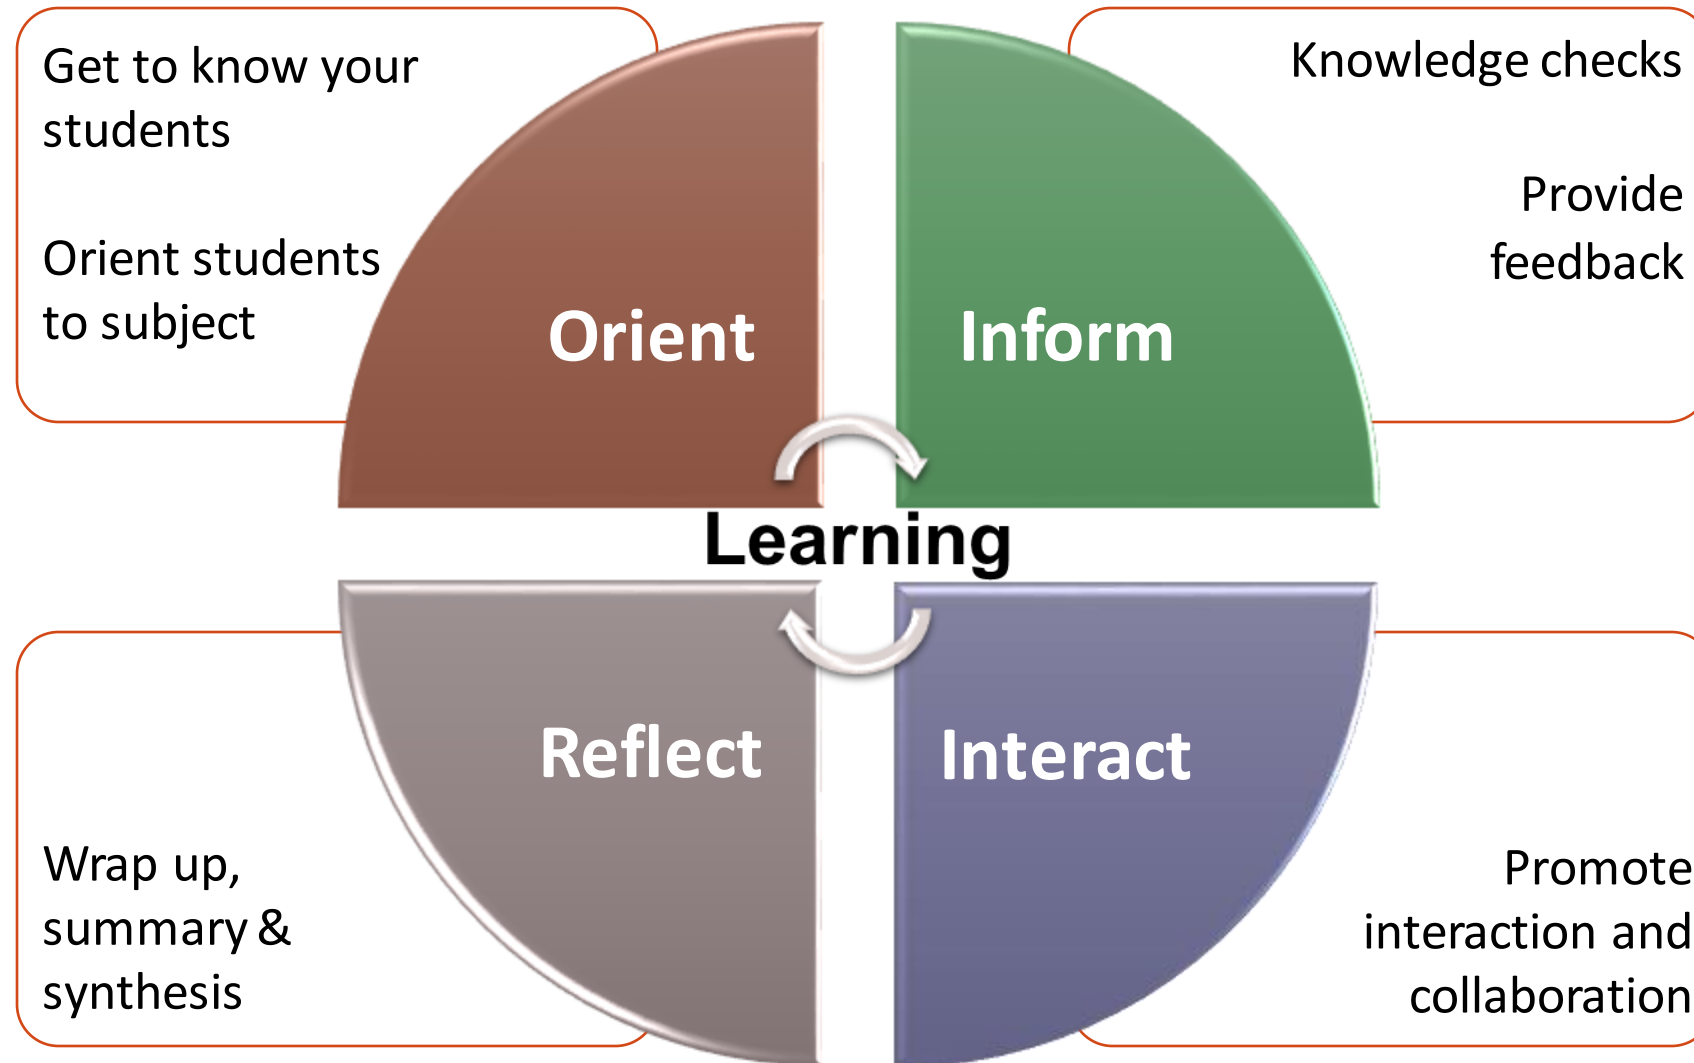 Get to know your
students
Orient students
to subject
Orient
Knowledge checks
Provide
feedback
Inform
Learning
Reflect
Wrap up,
summary &
synthesis
Interact
Promote
interaction and
collaboration